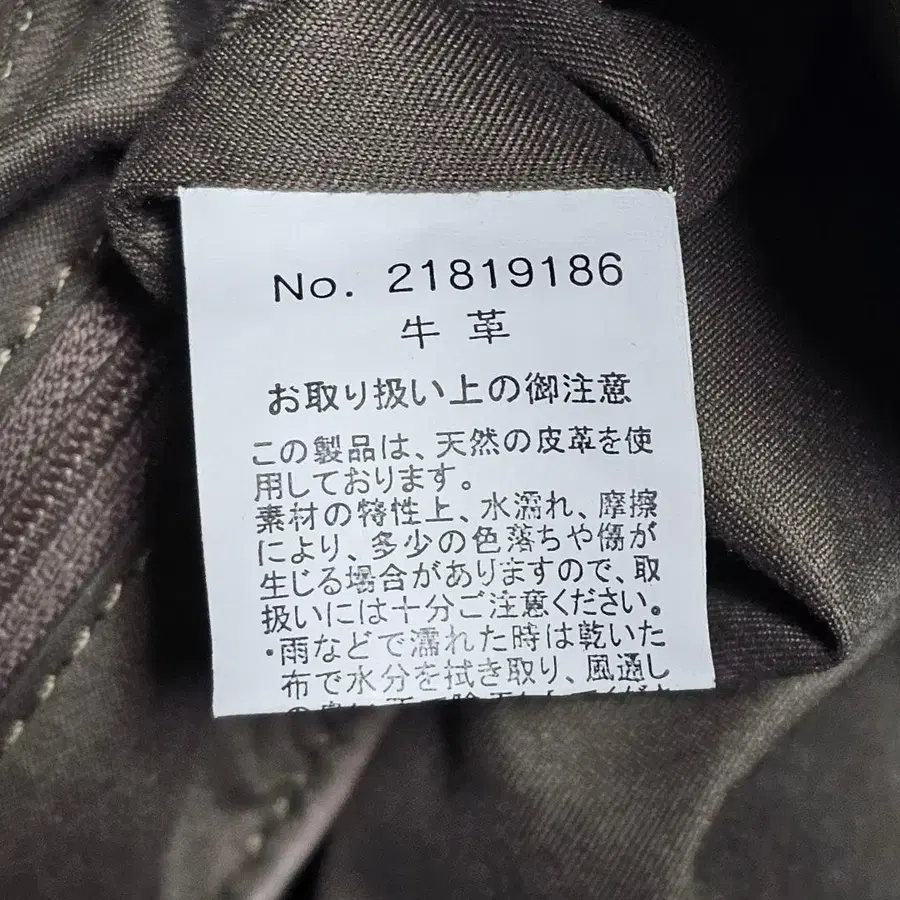 No. 21819186
牛革
お取り扱い上の御注意
この製品は、天然の皮革を使
用しております。
素材の特性上、水濡れ、摩擦
により、多少の色落ちや傷が
生じる場合がありますので、取
扱いには十分ご注意ください。
・雨などで濡れた時は乾いた
布で水分を拭き取り、風通し